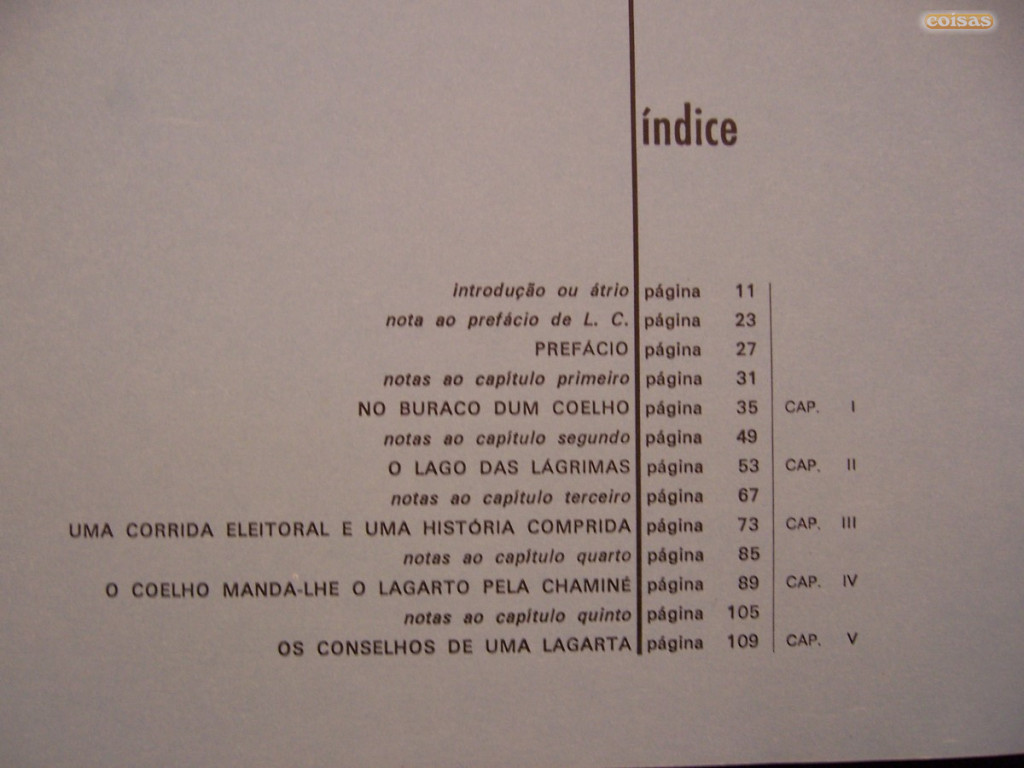 coisas
índice
introdução ou átrio página 11
nota ao prefácio de L. C. página 23
PREFÁCIO página 27
notas ao capítulo primeiro página 31
NO BURACO DUM COELHO página 35 CAP. I
notas ao capítulo segundo página 49
O LAGO DAS LÁGRIMAS página 53 CAP. II
notas ao capítulo terceiro página 67
UMA CORRIDA ELEITORAL E UMA HISTÓRIA COMPRIDA página 73 CAP. III
notas ao capítulo quarto página 85
O COELHO MANDA-LHE O LAGARTO PELA CHAMINÉ página 89 CAP. IV
notas ao capítulo quinto página 105
OS CONSELHOS DE UMA LAGARTA página 109 CAP. V